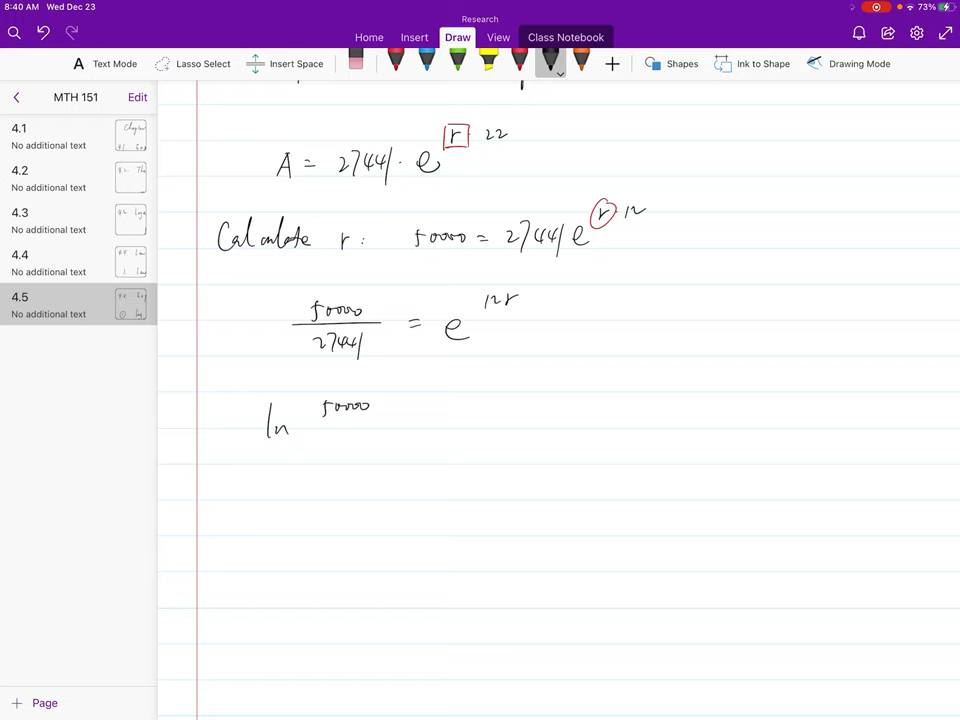 8:40 AM Wed Dec 23
73%
Research
Home Insert Draw View Class Notebook
A Text Mode Lasso Select Insert Space Shapes Ink to Shape Drawing Mode
MTH 151 Edit
4.1
No additional text
4.2
No additional text
4.3
No additional text
4.4
No additional text
4.5
No additional text
A = 27441 · e^(r · 22)
Calculate r: 50000 = 27441 e^(r · 12)
50000/27441 = e^(12r)
ln 50000
+ Page